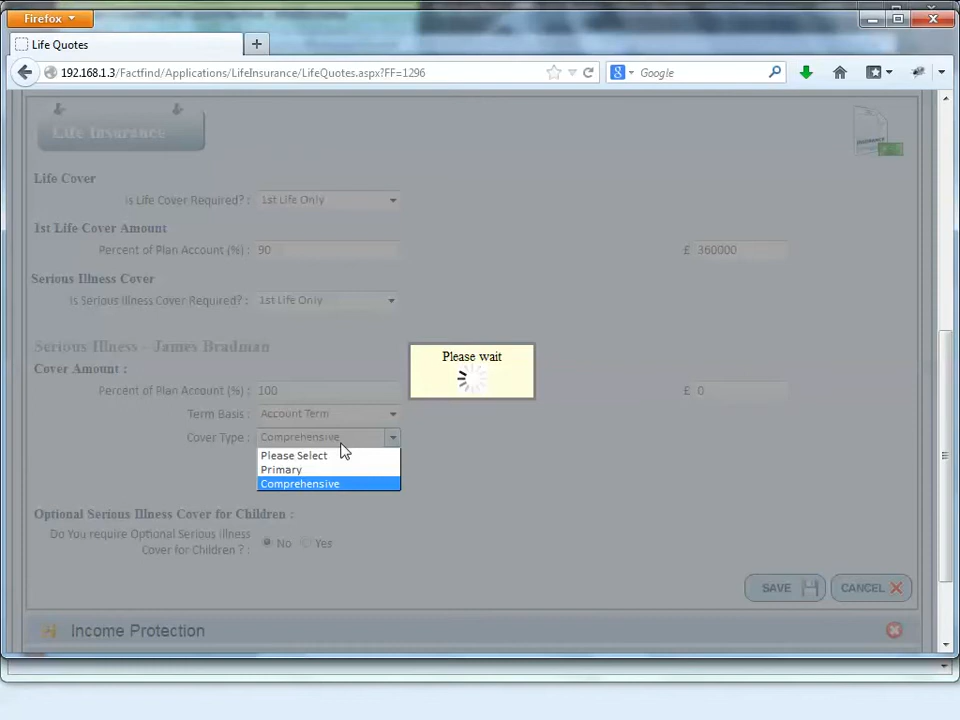 Firefox
Life Quotes
192.168.1.3/Factfind/Applications/LifeInsurance/LifeQuotes.aspx?FF=1296
Google
Life Insurance
Life Cover
Is Life Cover Required? : 1st Life Only
1st Life Cover Amount
Percent of Plan Account (%) : 90 £ 360000
Serious Illness Cover
Is Serious Illness Cover Required? : 1st Life Only
Serious Illness - James Bradman
Please wait
Cover Amount :
Percent of Plan Account (%) : 100 £ 0
Term Basis : Account Term
Cover Type : Comprehensive
Please Select
Primary
Comprehensive
Optional Serious Illness Cover for Children :
Do You require Optional Serious Illness
Cover for Children ? : No Yes
SAVE CANCEL
Income Protection